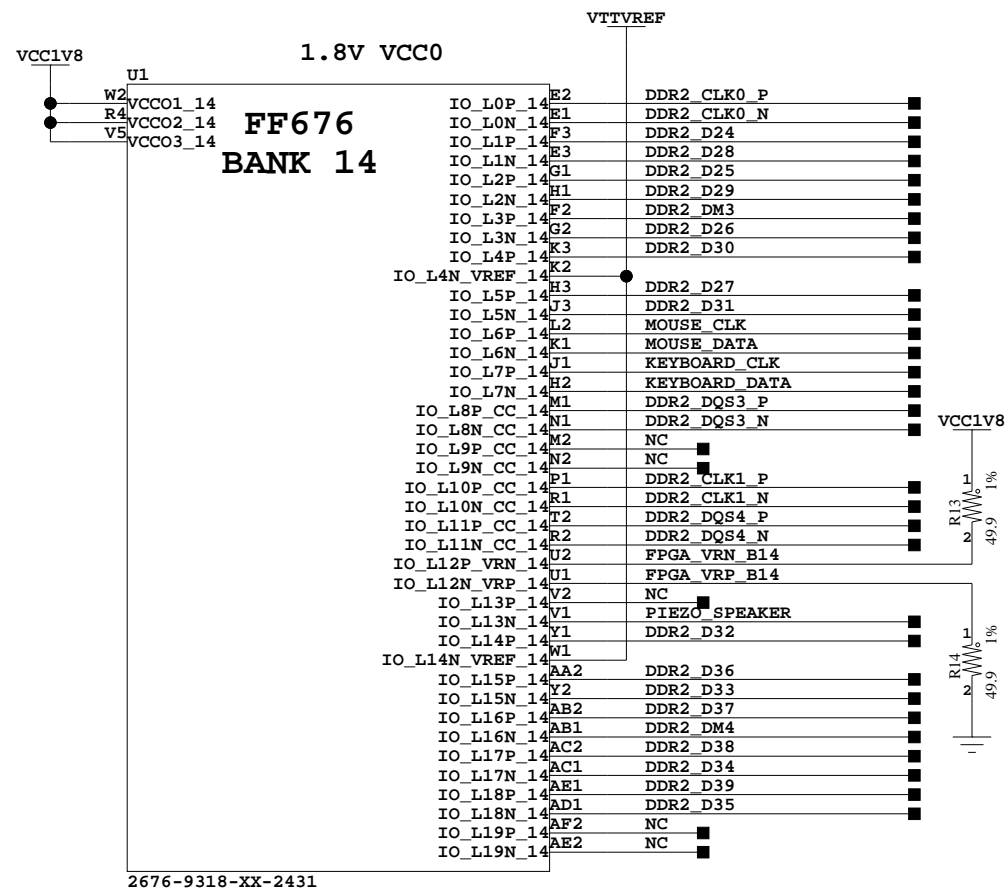 VTTVREF
VCC1V8
1.8V VCC0
U1
W2 VCCO1_14
R4 VCCO2_14
V5 VCCO3_14
FF676
BANK 14
IO_L0P_14 E2 DDR2_CLK0_P
IO_L0N_14 E1 DDR2_CLK0_N
IO_L1P_14 F3 DDR2_D24
IO_L1N_14 E3 DDR2_D28
IO_L2P_14 G1 DDR2_D25
IO_L2N_14 H1 DDR2_D29
IO_L3P_14 F2 DDR2_DM3
IO_L3N_14 G2 DDR2_D26
IO_L4P_14 K3 DDR2_D30
IO_L4N_VREF_14 K2
IO_L5P_14 H3 DDR2_D27
IO_L5N_14 J3 DDR2_D31
IO_L6P_14 L2 MOUSE_CLK
IO_L6N_14 K1 MOUSE_DATA
IO_L7P_14 J1 KEYBOARD_CLK
IO_L7N_14 H2 KEYBOARD_DATA
IO_L8P_CC_14 M1 DDR2_DQS3_P
IO_L8N_CC_14 N1 DDR2_DQS3_N
IO_L9P_CC_14 M2 NC
IO_L9N_CC_14 N2 NC
IO_L10P_CC_14 P1 DDR2_CLK1_P
IO_L10N_CC_14 R1 DDR2_CLK1_N
IO_L11P_CC_14 T2 DDR2_DQS4_P
IO_L11N_CC_14 R2 DDR2_DQS4_N
IO_L12P_VRN_14 U2 FPGA_VRN_B14
IO_L12N_VRP_14 U1 FPGA_VRP_B14
IO_L13P_14 V2 NC
IO_L13N_14 V1 PIEZO_SPEAKER
IO_L14P_14 Y1 DDR2_D32
IO_L14N_VREF_14 W1
IO_L15P_14 AA2 DDR2_D36
IO_L15N_14 Y2 DDR2_D33
IO_L16P_14 AB2 DDR2_D37
IO_L16N_14 AB1 DDR2_DM4
IO_L17P_14 AC2 DDR2_D38
IO_L17N_14 AC1 DDR2_D34
IO_L18P_14 AE1 DDR2_D39
IO_L18N_14 AD1 DDR2_D35
IO_L19P_14 AF2 NC
IO_L19N_14 AE2 NC
2676-9318-XX-2431
VCC1V8
1
R13
1%
49.9
2
1
R14
1%
49.9
2